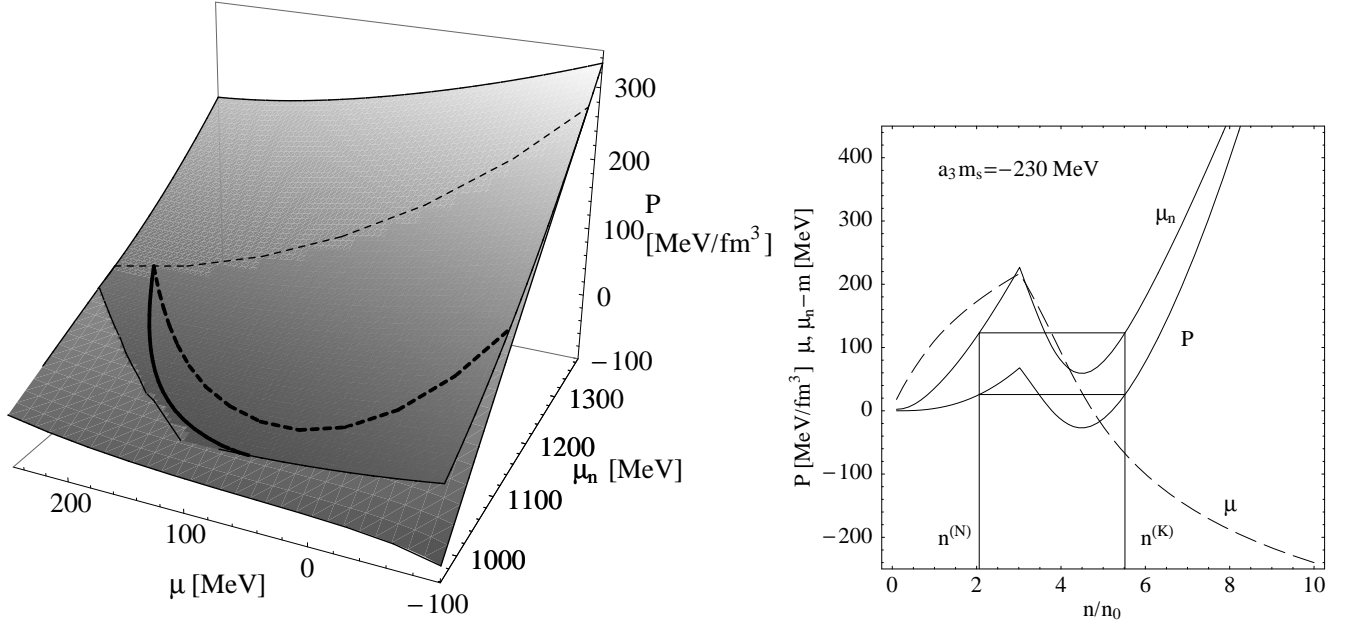 300
200
P
100
[MeV/fm³]
0
−100
1300
1200
μₙ [MeV]
1100
1000
200
100
0
−100
μ [MeV]
400
300
200
100
0
−100
−200
P [MeV/fm³] μ, μₙ−m [MeV]
a₃mₛ=−230 MeV
μₙ
P
μ
n⁽ᴺ⁾
n⁽ᴷ⁾
0 2 4 6 8 10
n/n₀